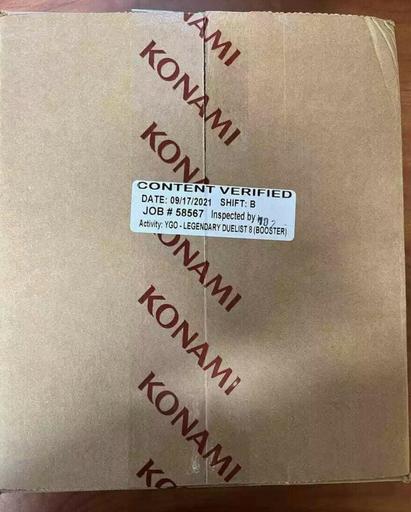 KONAMI
KONAMI
KONAMI
CONTENT VERIFIED
DATE: 09/17/2021 SHIFT: B
JOB # 58567 Inspected by
Activity: YGO - LEGENDARY DUELIST 8 (BOOSTER)
KONAMI
KONAMI
KONAMI